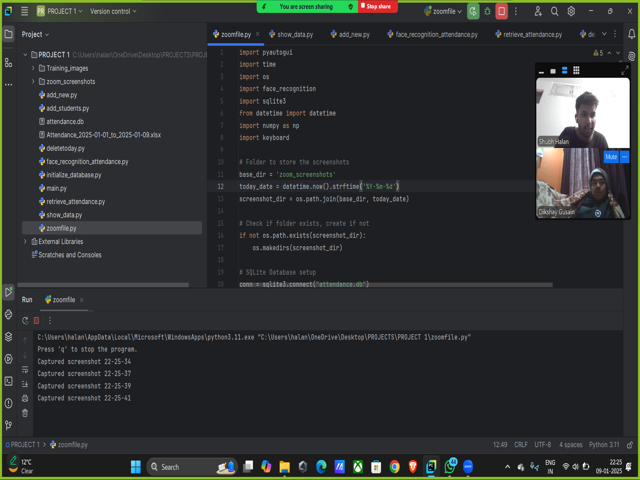 You are screen sharing
Stop share
PR PROJECT 1
Version control
zoomfile
Project
zoomfile.py
show_data.py
add_new.py
face_recognition_attendance.py
retrieve_attendance.py
PROJECT 1 C:\Users\halan\OneDrive\Desktop\PROJECTS\PROJ
Training_images
zoom_screenshots
add_new.py
add_students.py
attendance.db
Attendance_2025-01-01_to_2025-01-09.xlsx
deletetoday.py
face_recognition_attendance.py
initialize_database.py
main.py
retrieve_attendance.py
show_data.py
zoomfile.py
External Libraries
Scratches and Consoles
1 import pyautogui
2 import time
3 import os
4 import face_recognition
5 import sqlite3
6 from datetime import datetime
7 import numpy as np
8 import keyboard
9
10 # Folder to store the screenshots
11 base_dir = 'zoom_screenshots'
12 today_date = datetime.now().strftime('%Y-%m-%d')
13 screenshot_dir = os.path.join(base_dir, today_date)
14
15 # Check if folder exists, create if not
16 if not os.path.exists(screenshot_dir):
17 os.makedirs(screenshot_dir)
18
19 # SQLite Database setup
conn = sqlite3.connect("attendance.db")
5
Shubh Halan
Mute
Dikshay Gusain
Run
zoomfile
C:\Users\halan\AppData\Local\Microsoft\WindowsApps\python3.11.exe "C:\Users\halan\OneDrive\Desktop\PROJECTS\PROJECT 1\zoomfile.py"
Press 'q' to stop the program.
Captured screenshot 22-25-34
Captured screenshot 22-25-37
Captured screenshot 22-25-39
Captured screenshot 22-25-41
PROJECT 1
zoomfile.py
12:49
CRLF
UTF-8
4 spaces
Python 3.11
12°C
Clear
Search
ENG
IN
22:25
09-01-2025